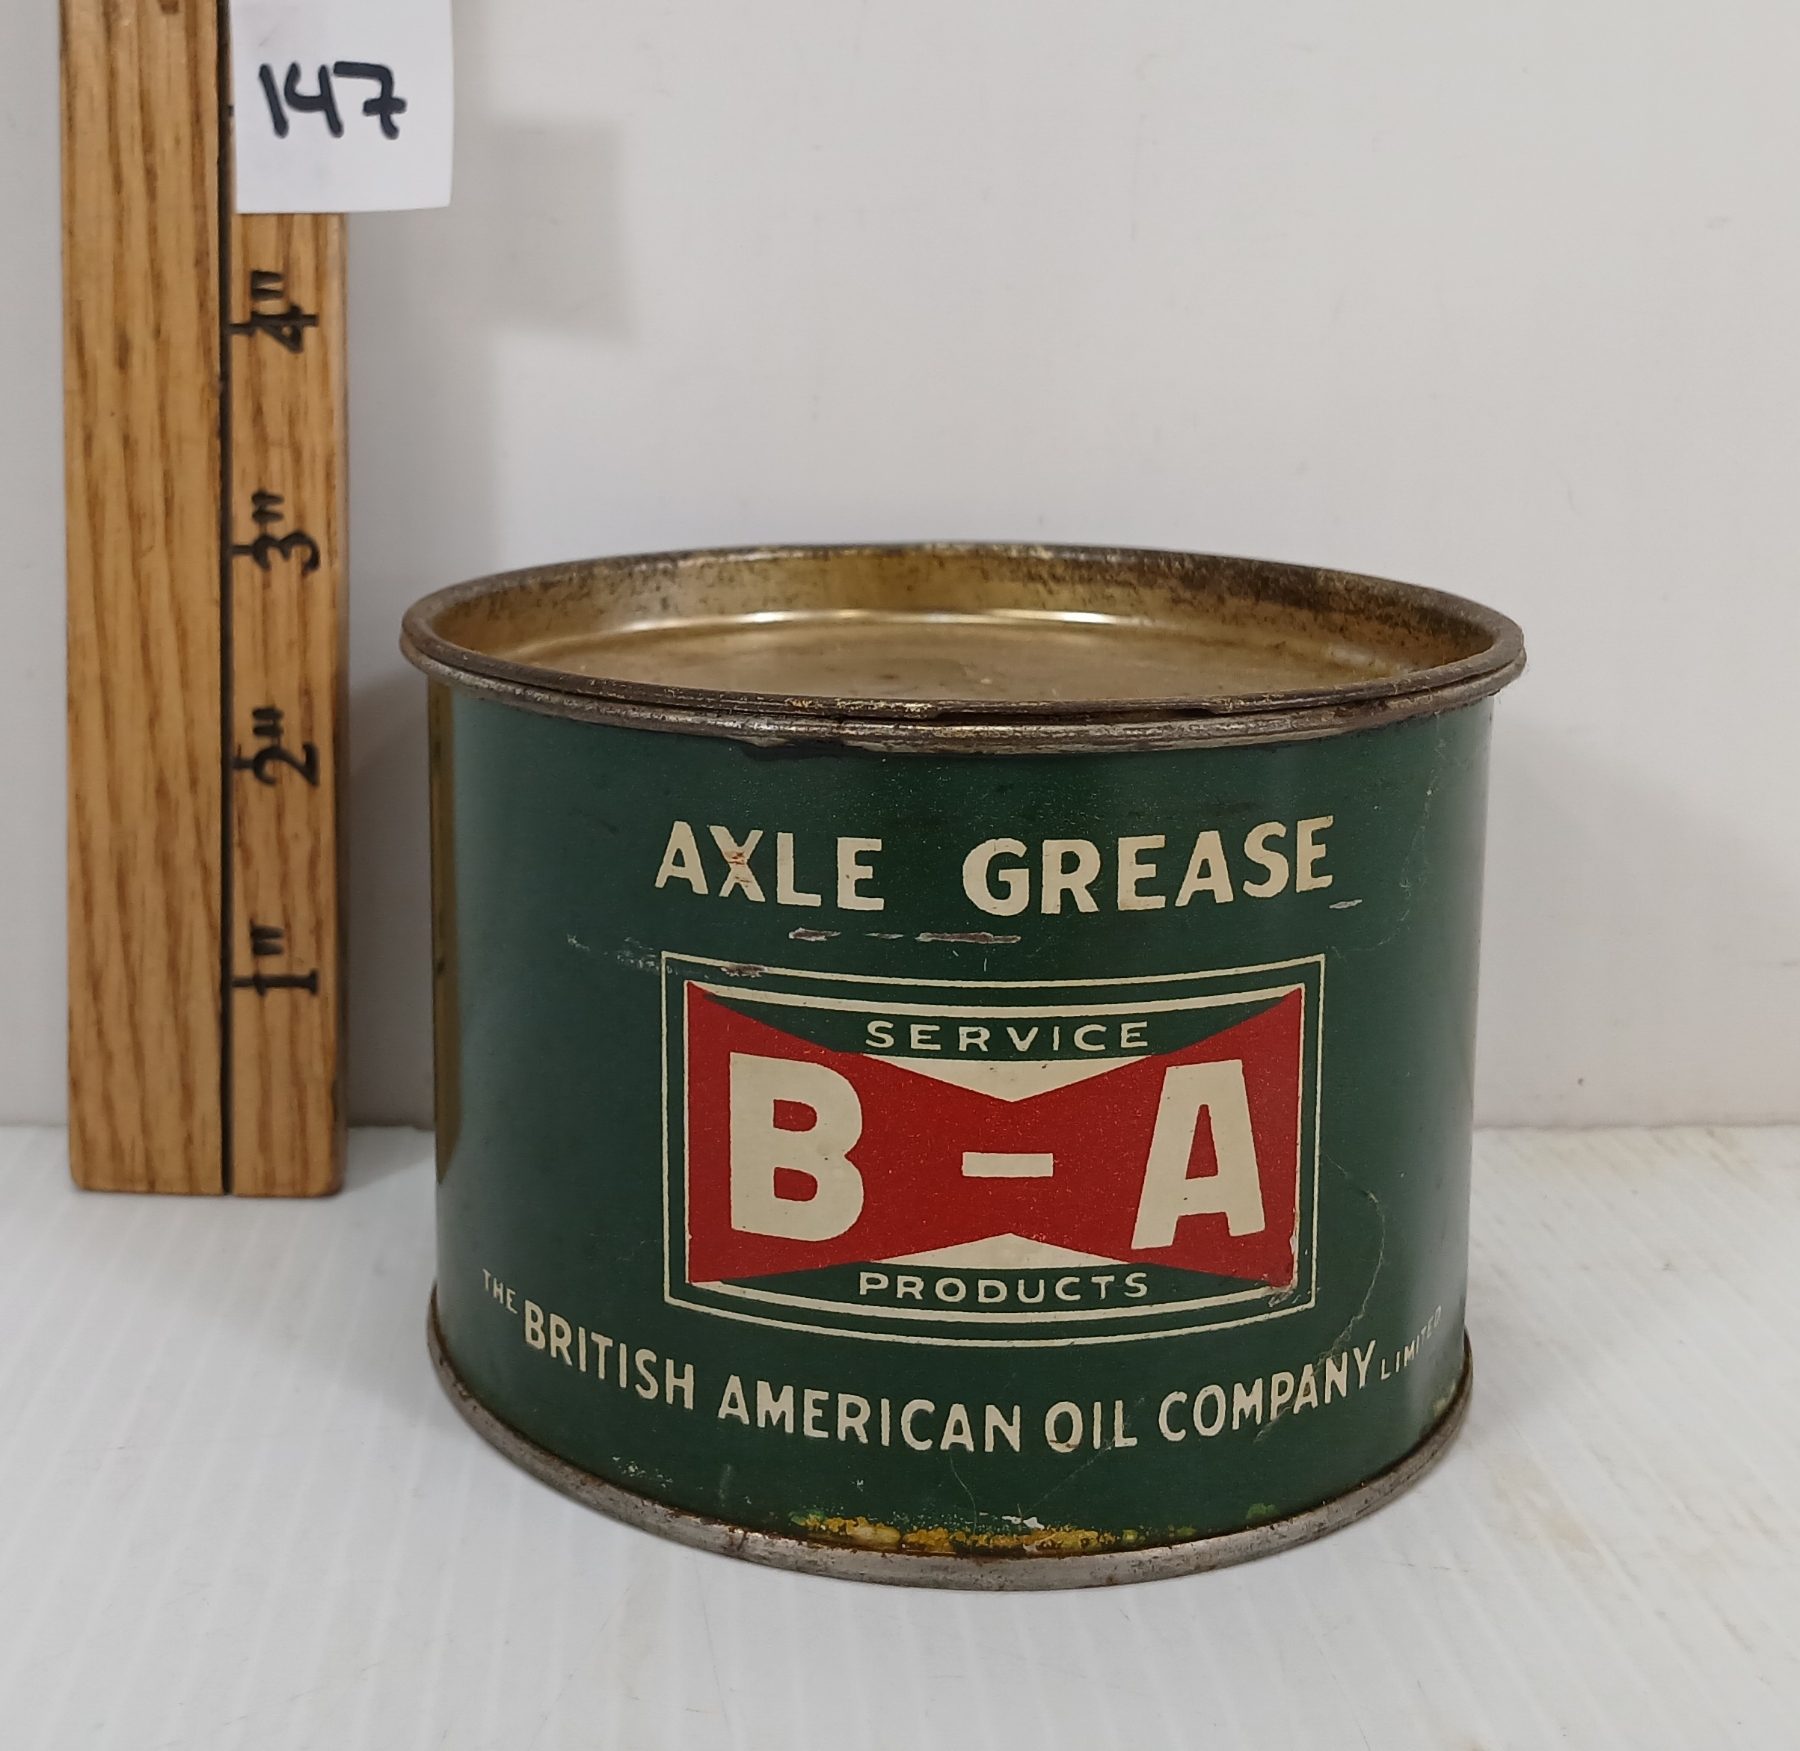 147
4"
3"
2"
1"
AXLE GREASE
SERVICE
B-A
PRODUCTS
THE BRITISH AMERICAN OIL COMPANY LIMITED